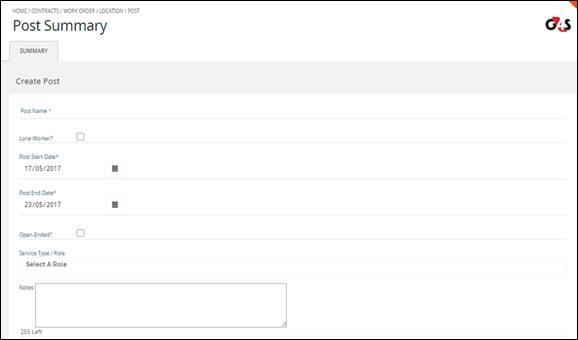 HOME / CONTRACTS / WORK ORDER / LOCATION / POST
Post Summary
G4S
SUMMARY
Create Post
Post Name *
Lone Worker?
Post Start Date*
17/05/2017
Post End Date*
23/05/2017
Open-Ended?
Service Type / Role
Select A Role
Notes
255 Left